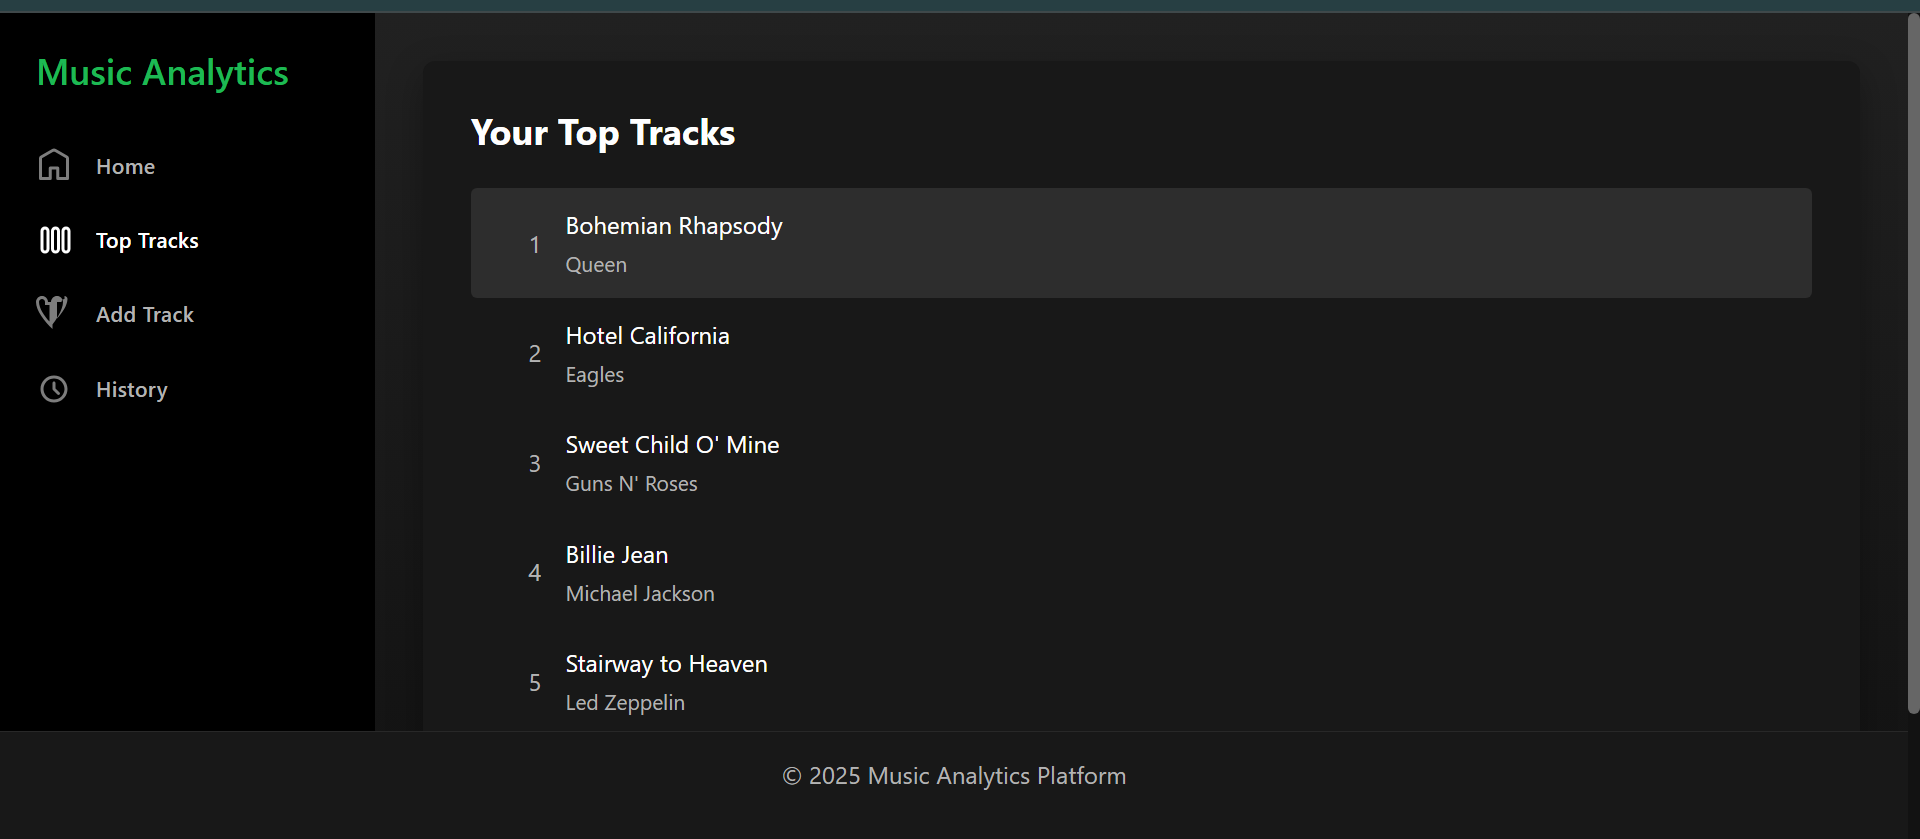 Music Analytics
Home
Top Tracks
Add Track
History
Your Top Tracks
1
Bohemian Rhapsody
Queen
2
Hotel California
Eagles
3
Sweet Child O' Mine
Guns N' Roses
4
Billie Jean
Michael Jackson
5
Stairway to Heaven
Led Zeppelin
© 2025 Music Analytics Platform